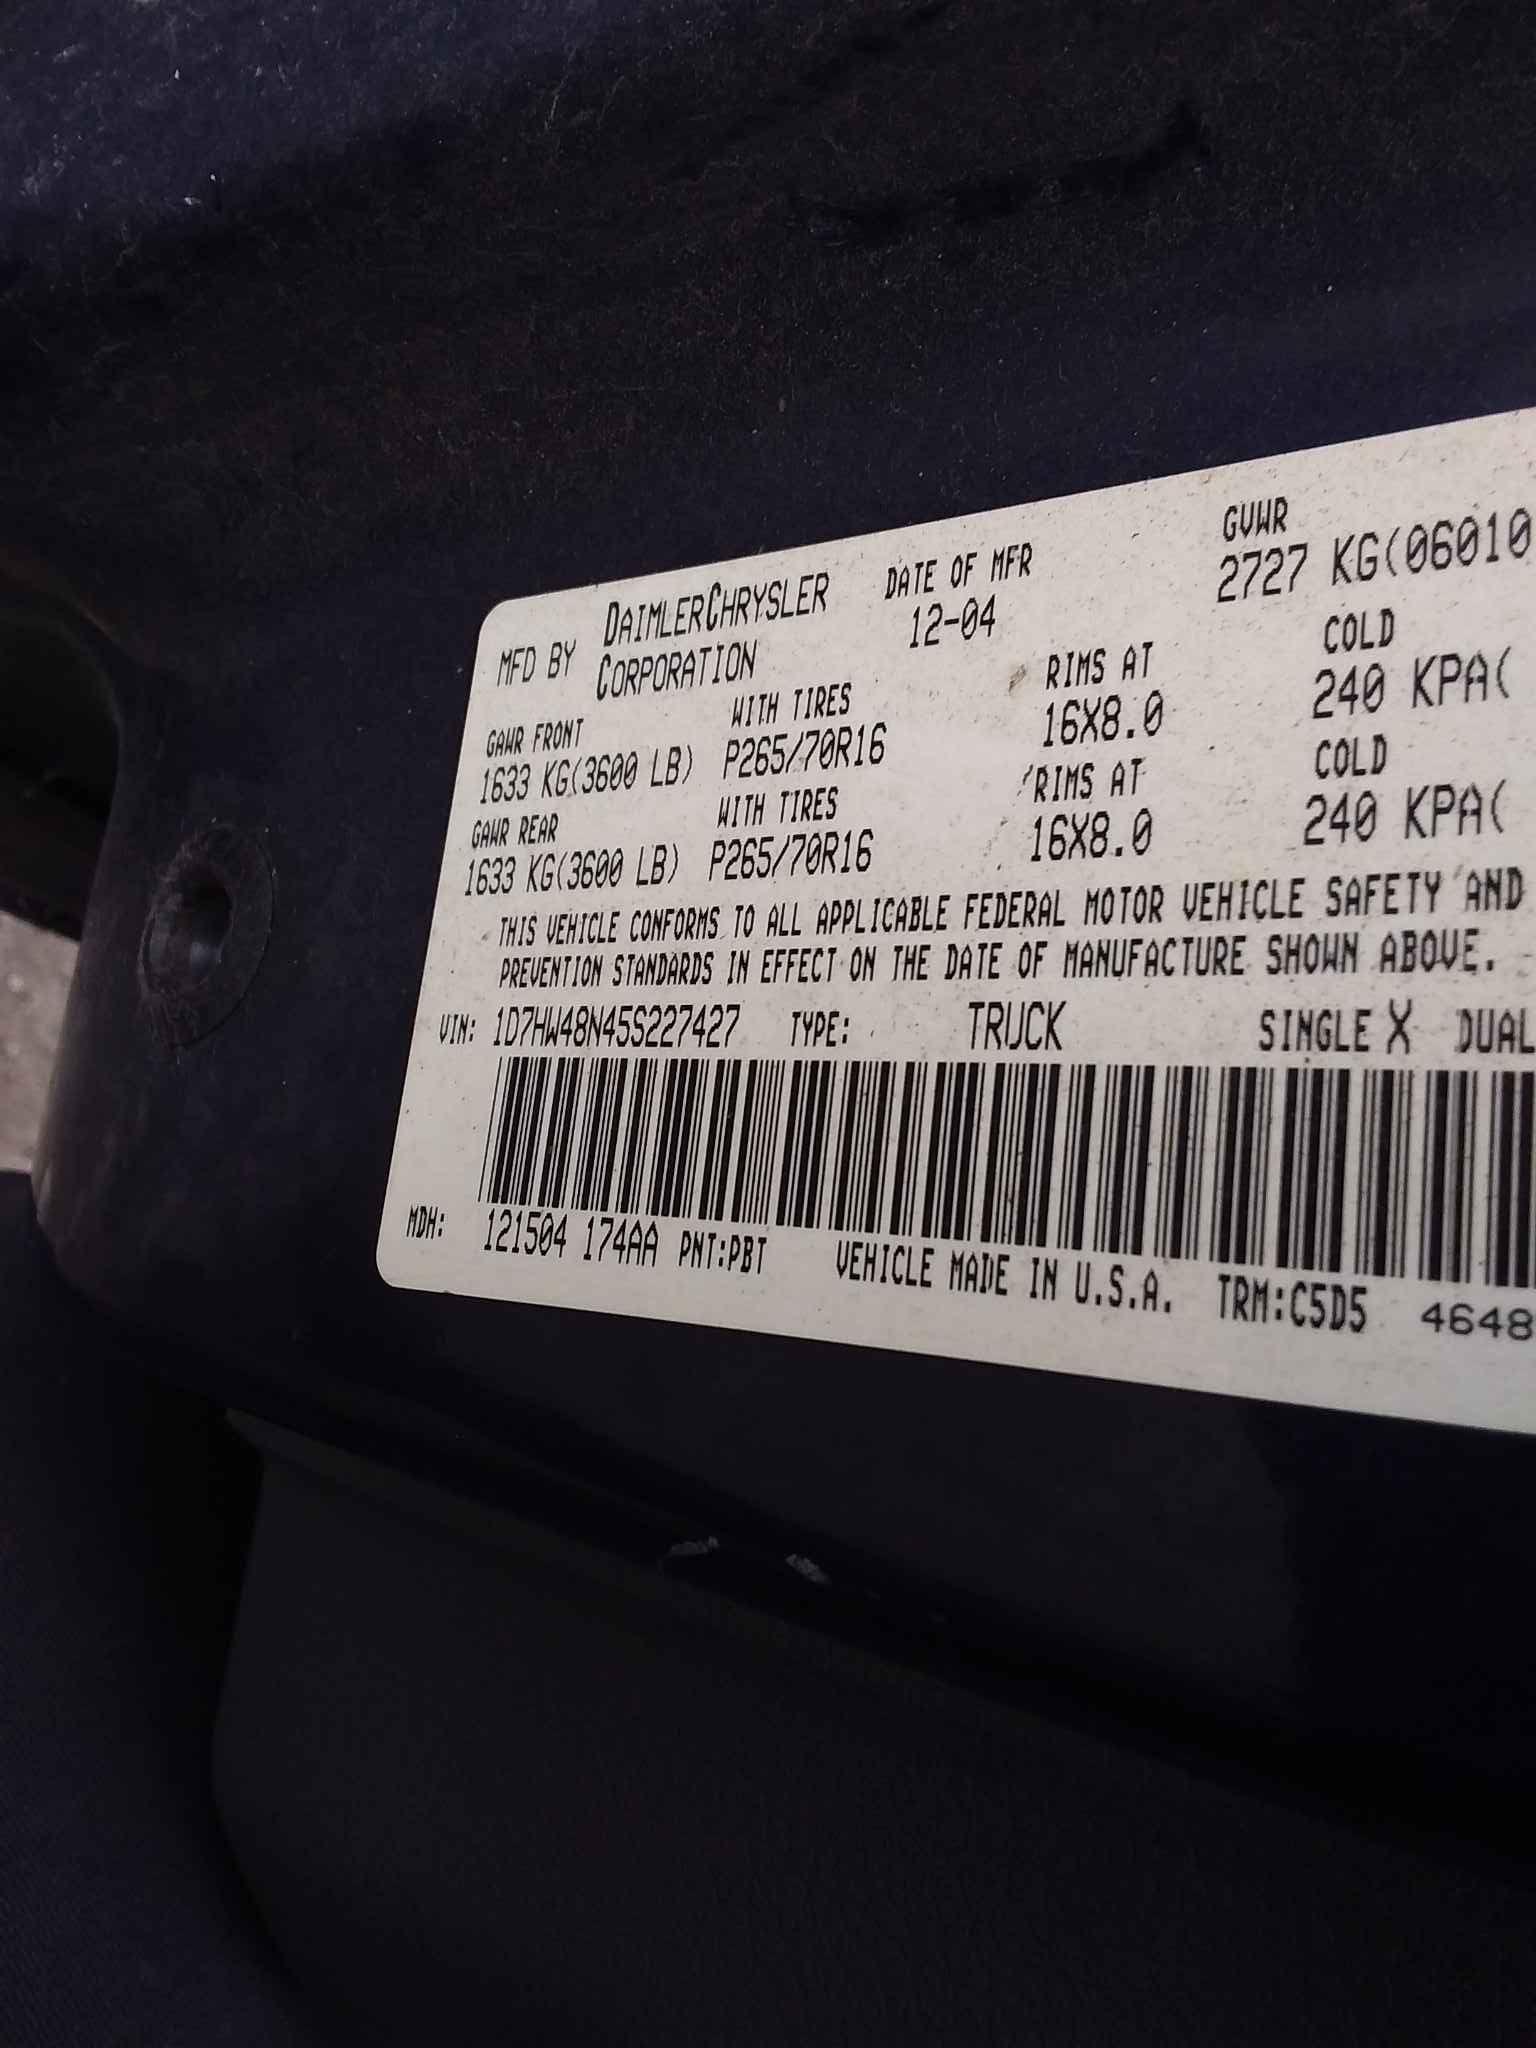 MFD BY DAIMLERCHRYSLER CORPORATION
DATE OF MFR
12-04
GVWR
2727 KG(06010
GAWR FRONT WITH TIRES RIMS AT COLD
1633 KG(3600 LB) P265/70R16 16X8.0 240 KPA(
GAWR REAR WITH TIRES RIMS AT COLD
1633 KG(3600 LB) P265/70R16 16X8.0 240 KPA(
THIS VEHICLE CONFORMS TO ALL APPLICABLE FEDERAL MOTOR VEHICLE SAFETY AND
PREVENTION STANDARDS IN EFFECT ON THE DATE OF MANUFACTURE SHOWN ABOVE.
VIN: 1D7HW48N45S227427 TYPE: TRUCK SINGLE X DUAL
MDH: 121504 174AA PNT:PBT VEHICLE MADE IN U.S.A. TRM:C5D5 4648